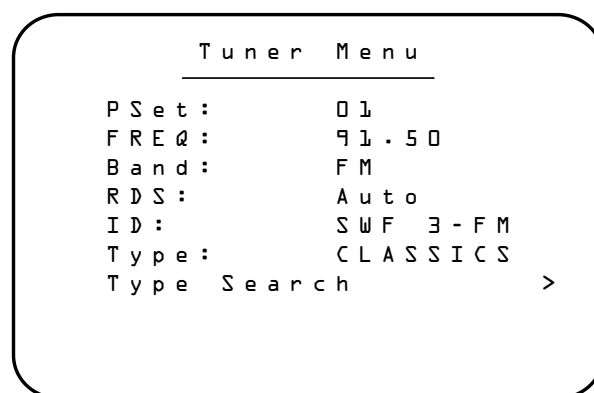 Tuner Menu
PSet: 01
FREQ: 91.50
Band: FM
RDS: Auto
ID: SWF 3-FM
Type: CLASSICS
Type Search >